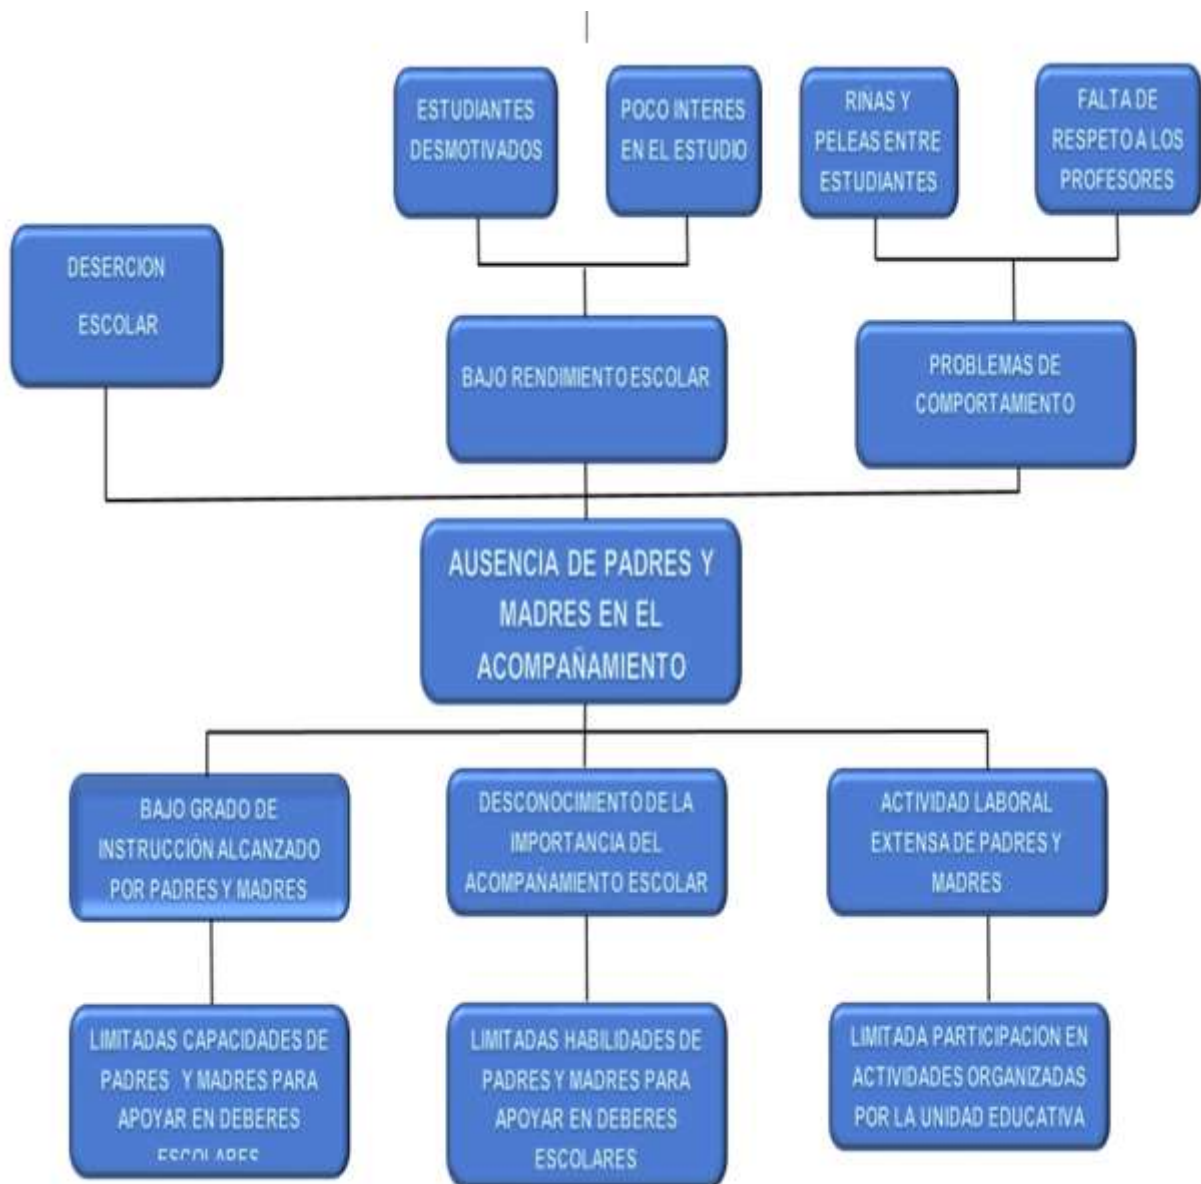 ESTUDIANTES
DESMOTIVADOS
POCO INTERES
EN EL ESTUDIO
RIÑAS Y
PELEAS ENTRE
ESTUDIANTES
FALTA DE
RESPETO A LOS
PROFESORES
DESERCION
ESCOLAR
BAJO RENDIMIENTO ESCOLAR
PROBLEMAS DE
COMPORTAMIENTO
AUSENCIA DE PADRES Y
MADRES EN EL
ACOMPAÑAMIENTO
BAJO GRADO DE
INSTRUCCIÓN ALCANZADO
POR PADRES Y MADRES
DESCONOCIMIENTO DE LA
IMPORTANCIA DEL
ACOMPAÑAMIENTO ESCOLAR
ACTIVIDAD LABORAL
EXTENSA DE PADRES Y
MADRES
LIMITADAS CAPACIDADES DE
PADRES Y MADRES PARA
APOYAR EN DEBERES
ESCOLARES
LIMITADAS HABILIDADES DE
PADRES Y MADRES PARA
APOYAR EN DEBERES
ESCOLARES
LIMITADA PARTICIPACION EN
ACTIVIDADES ORGANIZADAS
POR LA UNIDAD EDUCATIVA